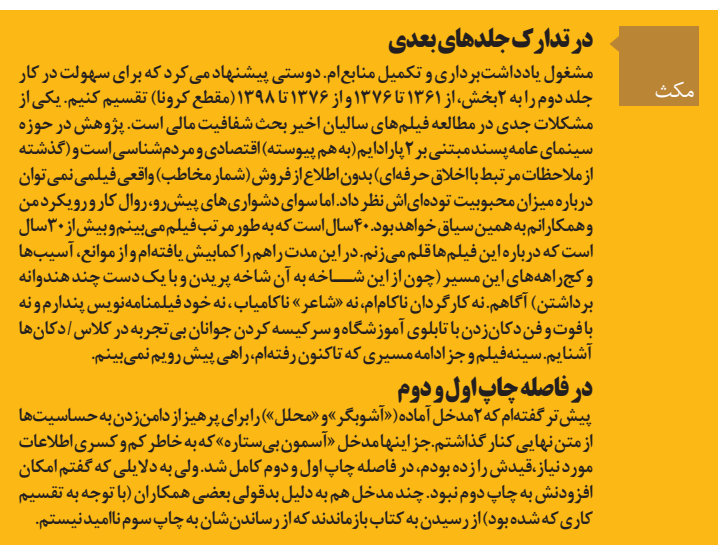 مکث
در تدارک جلدهای بعدی
مشغول یادداشت‌برداری و تکمیل منابع‌ام. دوستی پیشنهاد می‌کرد که برای سهولت در کار
جلد دوم را به ۲بخش، از ۱۳۶۱ تا ۱۳۷۶ و از ۱۳۷۶ تا ۱۳۹۸ (مقطع کرونا) تقسیم کنیم. یکی از
مشکلات جدی در مطالعه فیلم‌های سالیان اخیر بحث شفافیت مالی است. پژوهش در حوزه
سینمای عامه‌پسند مبتنی بر ۲پارادایم (به‌هم پیوسته) اقتصادی و مردم‌شناسی است و (گذشته
از ملاحظات مرتبط با اخلاق حرفه‌ای) بدون اطلاع از فروش (شمار مخاطب) واقعی فیلمی نمی‌توان
درباره میزان محبوبیت توده‌ای‌اش نظر داد. اما سوای دشواری‌های پیش‌رو، روال کار و رویکرد من
و همکارانم به همین سیاق خواهد بود. ۴۰سال است که به طور مرتب فیلم می‌بینم و بیش از ۳۰سال
است که درباره این فیلم‌ها قلم می‌زنم. در این مدت راهم را کمابیش یافته‌ام و از موانع، آسیب‌ها
و کج‌راهه‌های این مسیر (چون از این شــاخه به آن شاخه پریدن و با یک دست چند هندوانه
برداشتن) آگاهم. نه کارگردان ناکام‌ام، نه «شاعر» ناکامیاب، نه خود فیلمنامه‌نویس پندارم و نه
با فوت و فن دکان‌زدن با تابلوی آموزشگاه و سر کیسه کردن جوانان بی‌تجربه در کلاس/دکان‌ها
آشنایم. سینه‌فیلم و جز ادامه مسیری که تاکنون رفته‌ام، راهی پیش رویم نمی‌بینم.
در فاصله چاپ اول و دوم
پیش‌تر گفته‌ام که ۲مدخل آماده («آشوبگر» و «محلل») را برای پرهیز از دامن‌زدن به حساسیت‌ها
از متن نهایی کنار گذاشتم. جز اینها مدخل «آسمون بی‌ستاره» که به خاطر کم و کسری اطلاعات
مورد نیاز، قیدش را زده بودم، در فاصله چاپ اول و دوم کامل شد. ولی به دلایلی که گفتم امکان
افزودنش به چاپ دوم نبود. چند مدخل هم به دلیل بدقولی بعضی همکاران (با توجه به تقسیم
کاری که شده بود) از رسیدن به کتاب بازماندند که از رساندن‌شان به چاپ سوم ناامید نیستم.